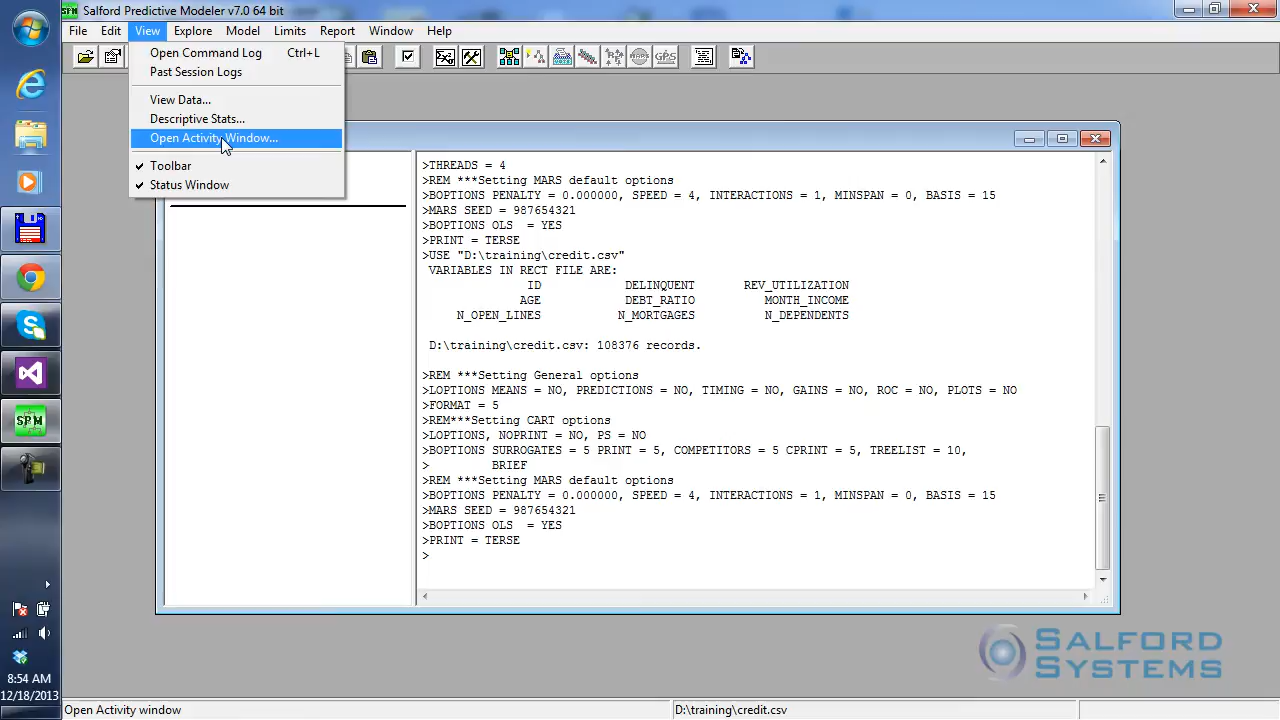 Salford Predictive Modeler v7.0 64 bit
File Edit View Explore Model Limits Report Window Help
Open Command Log Ctrl+L
Past Session Logs
View Data...
Descriptive Stats...
Open Activity Window...
Toolbar
Status Window
>THREADS = 4
>REM ***Setting MARS default options
>BOPTIONS PENALTY = 0.000000, SPEED = 4, INTERACTIONS = 1, MINSPAN = 0, BASIS = 15
>MARS SEED = 987654321
>BOPTIONS OLS = YES
>PRINT = TERSE
>USE "D:\training\credit.csv"
VARIABLES IN RECT FILE ARE:
ID DELINQUENT REV_UTILIZATION
AGE DEBT_RATIO MONTH_INCOME
N_OPEN_LINES N_MORTGAGES N_DEPENDENTS
D:\training\credit.csv: 108376 records.
>REM ***Setting General options
>LOPTIONS MEANS = NO, PREDICTIONS = NO, TIMING = NO, GAINS = NO, ROC = NO, PLOTS = NO
>FORMAT = 5
>REM***Setting CART options
>LOPTIONS, NOPRINT = NO, PS = NO
>BOPTIONS SURROGATES = 5 PRINT = 5, COMPETITORS = 5 CPRINT = 5, TREELIST = 10,
> BRIEF
>REM ***Setting MARS default options
>BOPTIONS PENALTY = 0.000000, SPEED = 4, INTERACTIONS = 1, MINSPAN = 0, BASIS = 15
>MARS SEED = 987654321
>BOPTIONS OLS = YES
>PRINT = TERSE
>
SPM
GPS
SALFORD
SYSTEMS
8:54 AM
12/18/2013
Open Activity window
D:\training\credit.csv